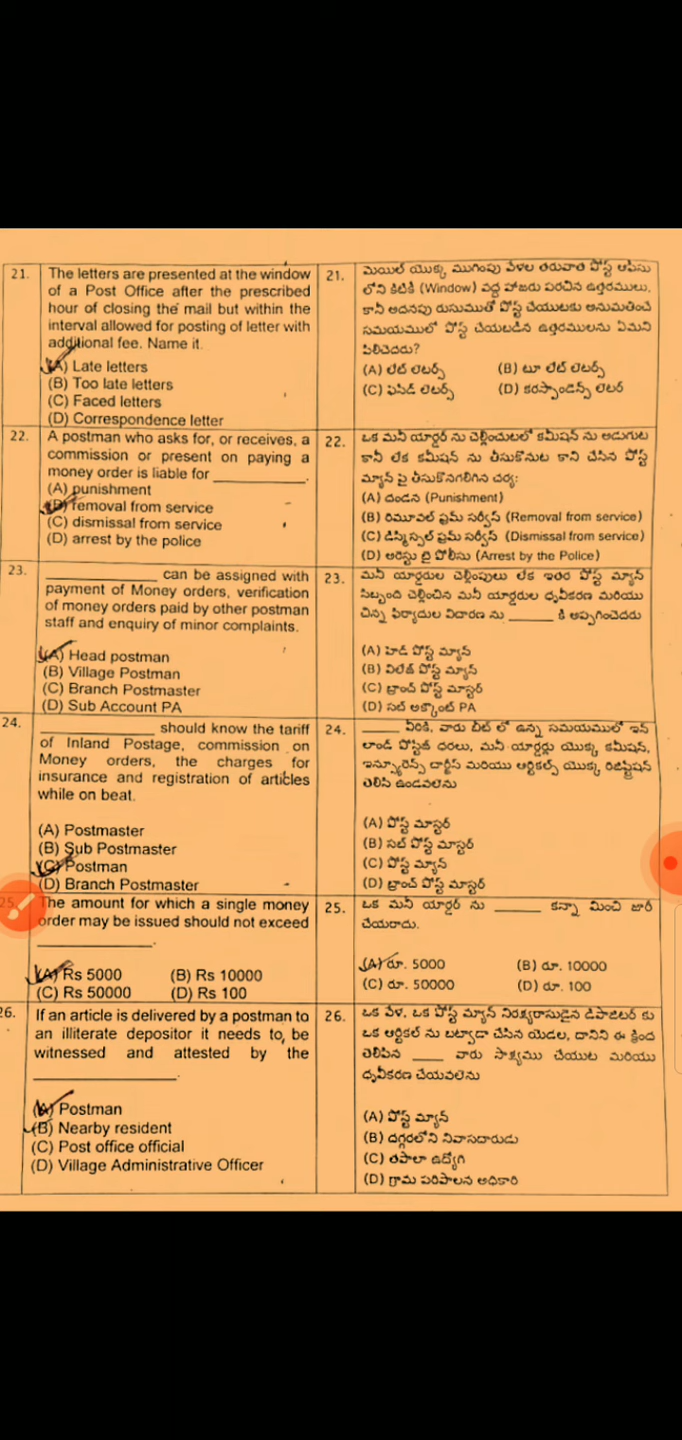 21. The letters are presented at the window
of a Post Office after the prescribed
hour of closing the mail but within the
interval allowed for posting of letter with
additional fee. Name it.
(A) Late letters
(B) Too late letters
(C) Faced letters
(D) Correspondence letter
21. మెయిల్ యొక్క ముగింపు వేళల తరువాత పోస్ట్ ఆఫీసు
లోని కిటికీ (Window) వద్ద హాజరు పరచిన ఉత్తరములు,
కానీ అదనపు రుసుముతో పోస్ట్ చేయుటకు అనుమతించే
సమయములో పోస్ట్ చేయబడిన ఉత్తరములను ఏమని
పిలిచెదరు?
(A) లేట్ లెటర్స్ (B) టూ లేట్ లెటర్స్
(C) ఫేసిడ్ లెటర్స్ (D) కరస్పాండెన్స్ లెటర్
22. A postman who asks for, or receives, a
commission or present on paying a
money order is liable for ________.
(A) punishment
(B) removal from service
(C) dismissal from service
(D) arrest by the police
22. ఒక మనీ యార్డర్ ను చెల్లించుటలో కమీషన్ ను అడుగుట
కానీ లేక కమీషన్ ను తీసుకొనుట కాని చేసిన పోస్ట్
మ్యాన్ పై తీసుకొనగలిగిన చర్య:
(A) దండన (Punishment)
(B) రిమూవల్ ఫ్రమ్ సర్వీస్ (Removal from service)
(C) డిస్మిస్సల్ ఫ్రమ్ సర్వీస్ (Dismissal from service)
(D) అరెస్టు బై పోలీసు (Arrest by the Police)
23. ________ can be assigned with
payment of Money orders, verification
of money orders paid by other postman
staff and enquiry of minor complaints.
(A) Head postman
(B) Village Postman
(C) Branch Postmaster
(D) Sub Account PA
23. మనీ యార్డరుల చెల్లింపులు లేక ఇతర పోస్ట్ మ్యాన్
సిబ్బంది చెల్లించిన మనీ యార్డరుల ధృవీకరణ మరియు
చిన్న ఫిర్యాదుల విచారణ ను ______ కి అప్పగించెదరు
(A) హెడ్ పోస్ట్ మ్యాన్
(B) విలేజ్ పోస్ట్ మ్యాన్
(C) బ్రాంచ్ పోస్ట్ మాస్టర్
(D) సబ్ అకౌంట్ PA
24. ________ should know the tariff
of Inland Postage, commission on
Money orders, the charges for
insurance and registration of articles
while on beat.
(A) Postmaster
(B) Sub Postmaster
(C) Postman
(D) Branch Postmaster
24. _____ వీరికి, వారు బీట్ లో ఉన్న సమయములో ఇన్
లాండ్ పోస్టేజ్ ధరలు, మనీ యార్డర్లు యొక్క కమీషన్,
ఇన్సూరెన్స్ చార్జీస్ మరియు ఆర్టికల్స్ యొక్క రిజిస్ట్రేషన్
తెలిసి ఉండవలెను
(A) పోస్ట్ మాస్టర్
(B) సబ్ పోస్ట్ మాస్టర్
(C) పోస్ట్ మ్యాన్
(D) బ్రాంచ్ పోస్ట్ మాస్టర్
25. The amount for which a single money
order may be issued should not exceed
________.
(A) Rs 5000 (B) Rs 10000
(C) Rs 50000 (D) Rs 100
25. ఒక మనీ యార్డర్ ను ______ కన్నా మించి జారీ
చేయరాదు.
(A) రూ. 5000 (B) రూ. 10000
(C) రూ. 50000 (D) రూ. 100
26. If an article is delivered by a postman to
an illiterate depositor it needs to be
witnessed and attested by the
________.
(A) Postman
(B) Nearby resident
(C) Post office official
(D) Village Administrative Officer
26. ఒక వేళ, ఒక పోస్ట్ మ్యాన్ నిరక్ష్యరాసుడైన డిపాజిటర్ కు
ఒక ఆర్టికల్ ను బట్వాడా చేసిన యెడల, దానిని ఈ క్రింద
తెలిపిన ____ వారు సాక్ష్యము చేయుట మరియు
ధృవీకరణ చేయవలెను
(A) పోస్ట్ మ్యాన్
(B) దగ్గరలోని నివాసదారుడు
(C) తపాలా ఉద్యోగి
(D) గ్రామ పరిపాలన అధికారి